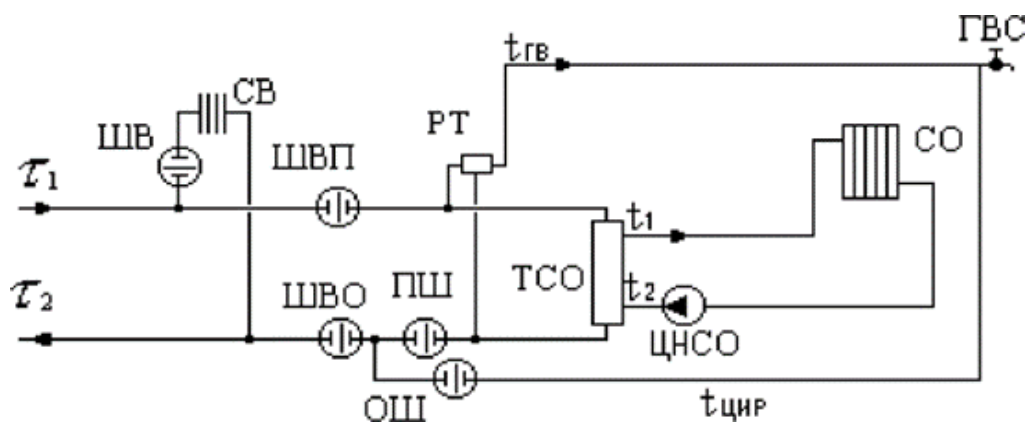 ГВС
tГВ
СВ
РТ
ШВ
ШВП
СО
τ1
t1
ТСО
τ2
ШВО
ПШ
t2
ЦНСО
ОШ
tЦИР